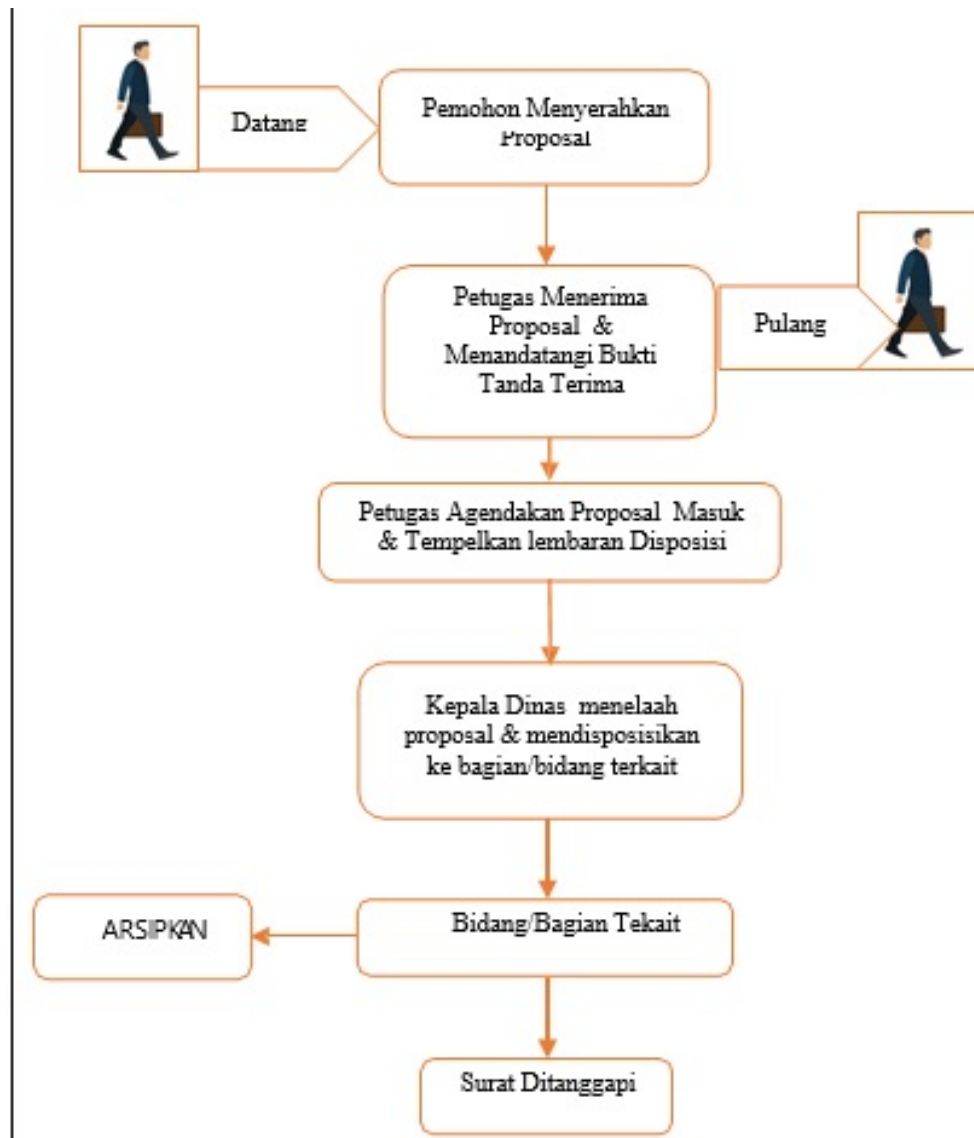 Datang
Pemohon Menyerahkan
Proposal
Petugas Menerima
Proposal &
Menandatangi Bukti
Tanda Terima
Pulang
Petugas Agendakan Proposal Masuk
& Tempelkan lembaran Disposisi
Kepala Dinas menelaah
proposal & mendisposisikan
ke bagian/bidang terkait
ARSIPKAN
Bidang/Bagian Tekait
Surat Ditanggapi